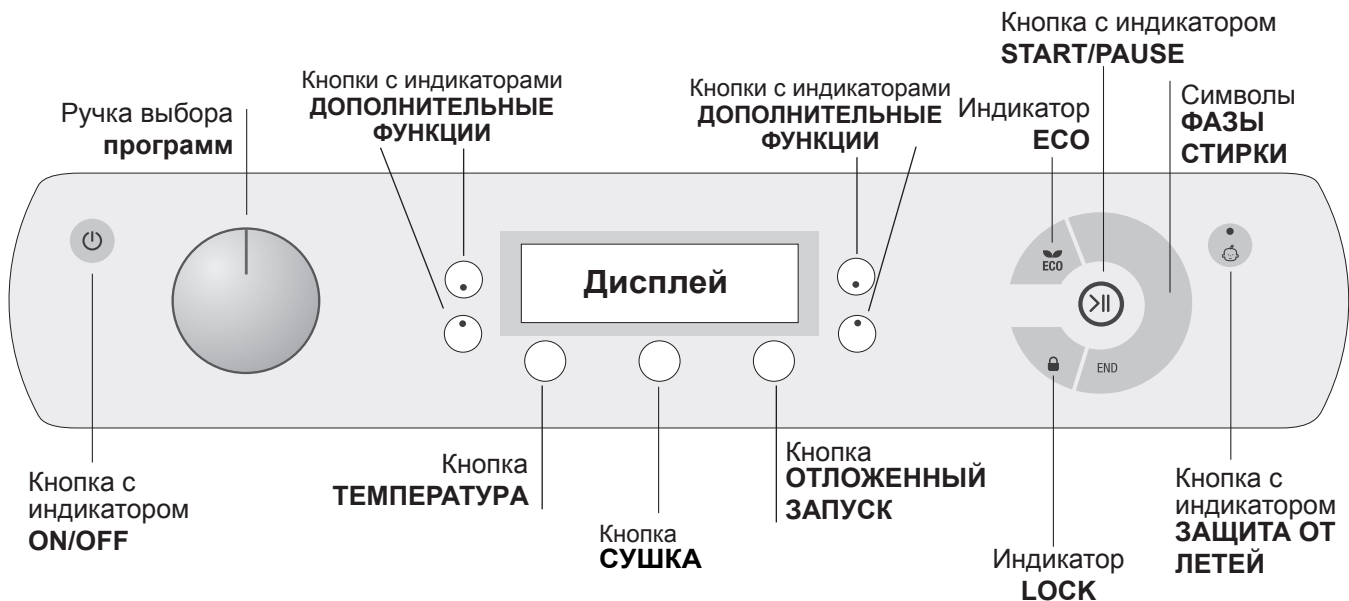 Кнопка с индикатором
START/PAUSE
Кнопки с индикаторами
ДОПОЛНИТЕЛЬНЫЕ
ФУНКЦИИ
Кнопки с индикаторами
ДОПОЛНИТЕЛЬНЫЕ
ФУНКЦИИ
Ручка выбора
программ
Индикатор
ECO
Символы
ФАЗЫ
СТИРКИ
Дисплей
ECO
END
Кнопка с
индикатором
ON/OFF
Кнопка
ТЕМПЕРАТУРА
Кнопка
СУШКА
Кнопка
ОТЛОЖЕННЫЙ
ЗАПУСК
Индикатор
LOCK
Кнопка с
индикатором
ЗАЩИТА ОТ
ЛЕТЕЙ